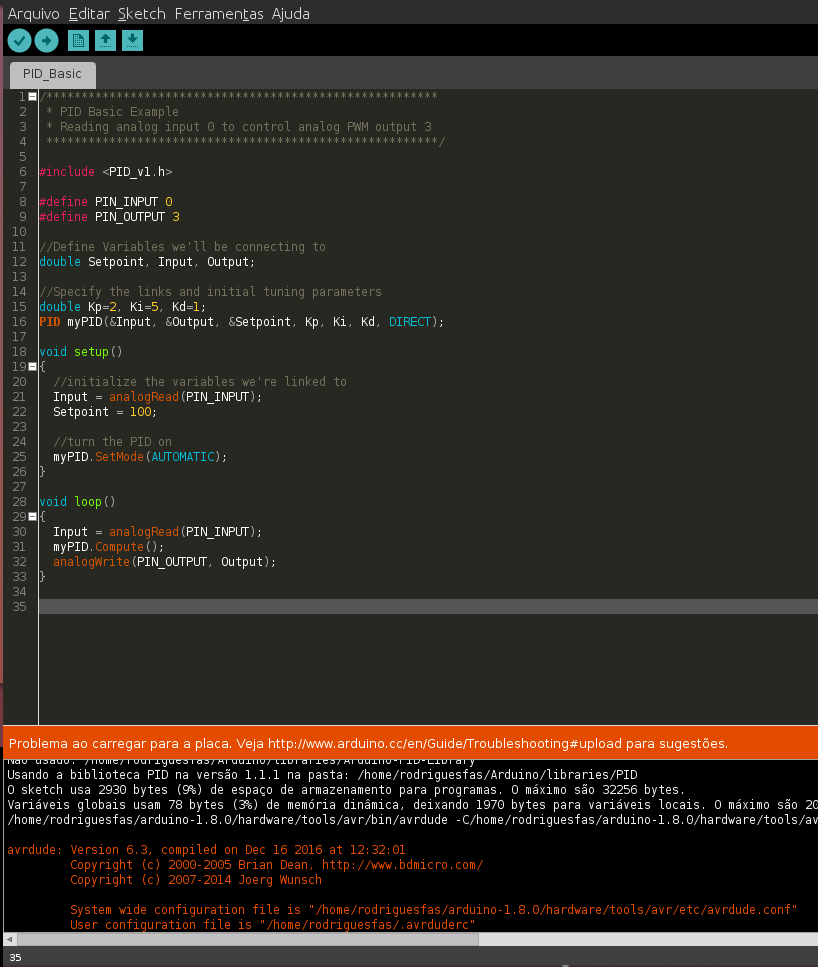 Arquivo Editar Sketch Ferramentas Ajuda
PID_Basic
1 /********************************************************
2  * PID Basic Example
3  * Reading analog input 0 to control analog PWM output 3
4  ********************************************************/
5
6 #include <PID_v1.h>
7
8 #define PIN_INPUT 0
9 #define PIN_OUTPUT 3
10
11 //Define Variables we'll be connecting to
12 double Setpoint, Input, Output;
13
14 //Specify the links and initial tuning parameters
15 double Kp=2, Ki=5, Kd=1;
16 PID myPID(&Input, &Output, &Setpoint, Kp, Ki, Kd, DIRECT);
17
18 void setup()
19 {
20   //initialize the variables we're linked to
21   Input = analogRead(PIN_INPUT);
22   Setpoint = 100;
23
24   //turn the PID on
25   myPID.SetMode(AUTOMATIC);
26 }
27
28 void loop()
29 {
30   Input = analogRead(PIN_INPUT);
31   myPID.Compute();
32   analogWrite(PIN_OUTPUT, Output);
33 }
34
35
Problema ao carregar para a placa. Veja http://www.arduino.cc/en/Guide/Troubleshooting#upload para sugestões.
Não usado: /home/rodriguesfas/Arduino/libraries/Arduino-PID-Library
Usando a biblioteca PID na versão 1.1.1 na pasta: /home/rodriguesfas/Arduino/libraries/PID
O sketch usa 2930 bytes (9%) de espaço de armazenamento para programas. O máximo são 32256 bytes.
Variáveis globais usam 78 bytes (3%) de memória dinâmica, deixando 1970 bytes para variáveis locais. O máximo são 20
/home/rodriguesfas/arduino-1.8.0/hardware/tools/avr/bin/avrdude -C/home/rodriguesfas/arduino-1.8.0/hardware/tools/av
avrdude: Version 6.3, compiled on Dec 16 2016 at 12:32:01
Copyright (c) 2000-2005 Brian Dean, http://www.bdmicro.com/
Copyright (c) 2007-2014 Joerg Wunsch
System wide configuration file is "/home/rodriguesfas/arduino-1.8.0/hardware/tools/avr/etc/avrdude.conf"
User configuration file is "/home/rodriguesfas/.avrduderc"
35